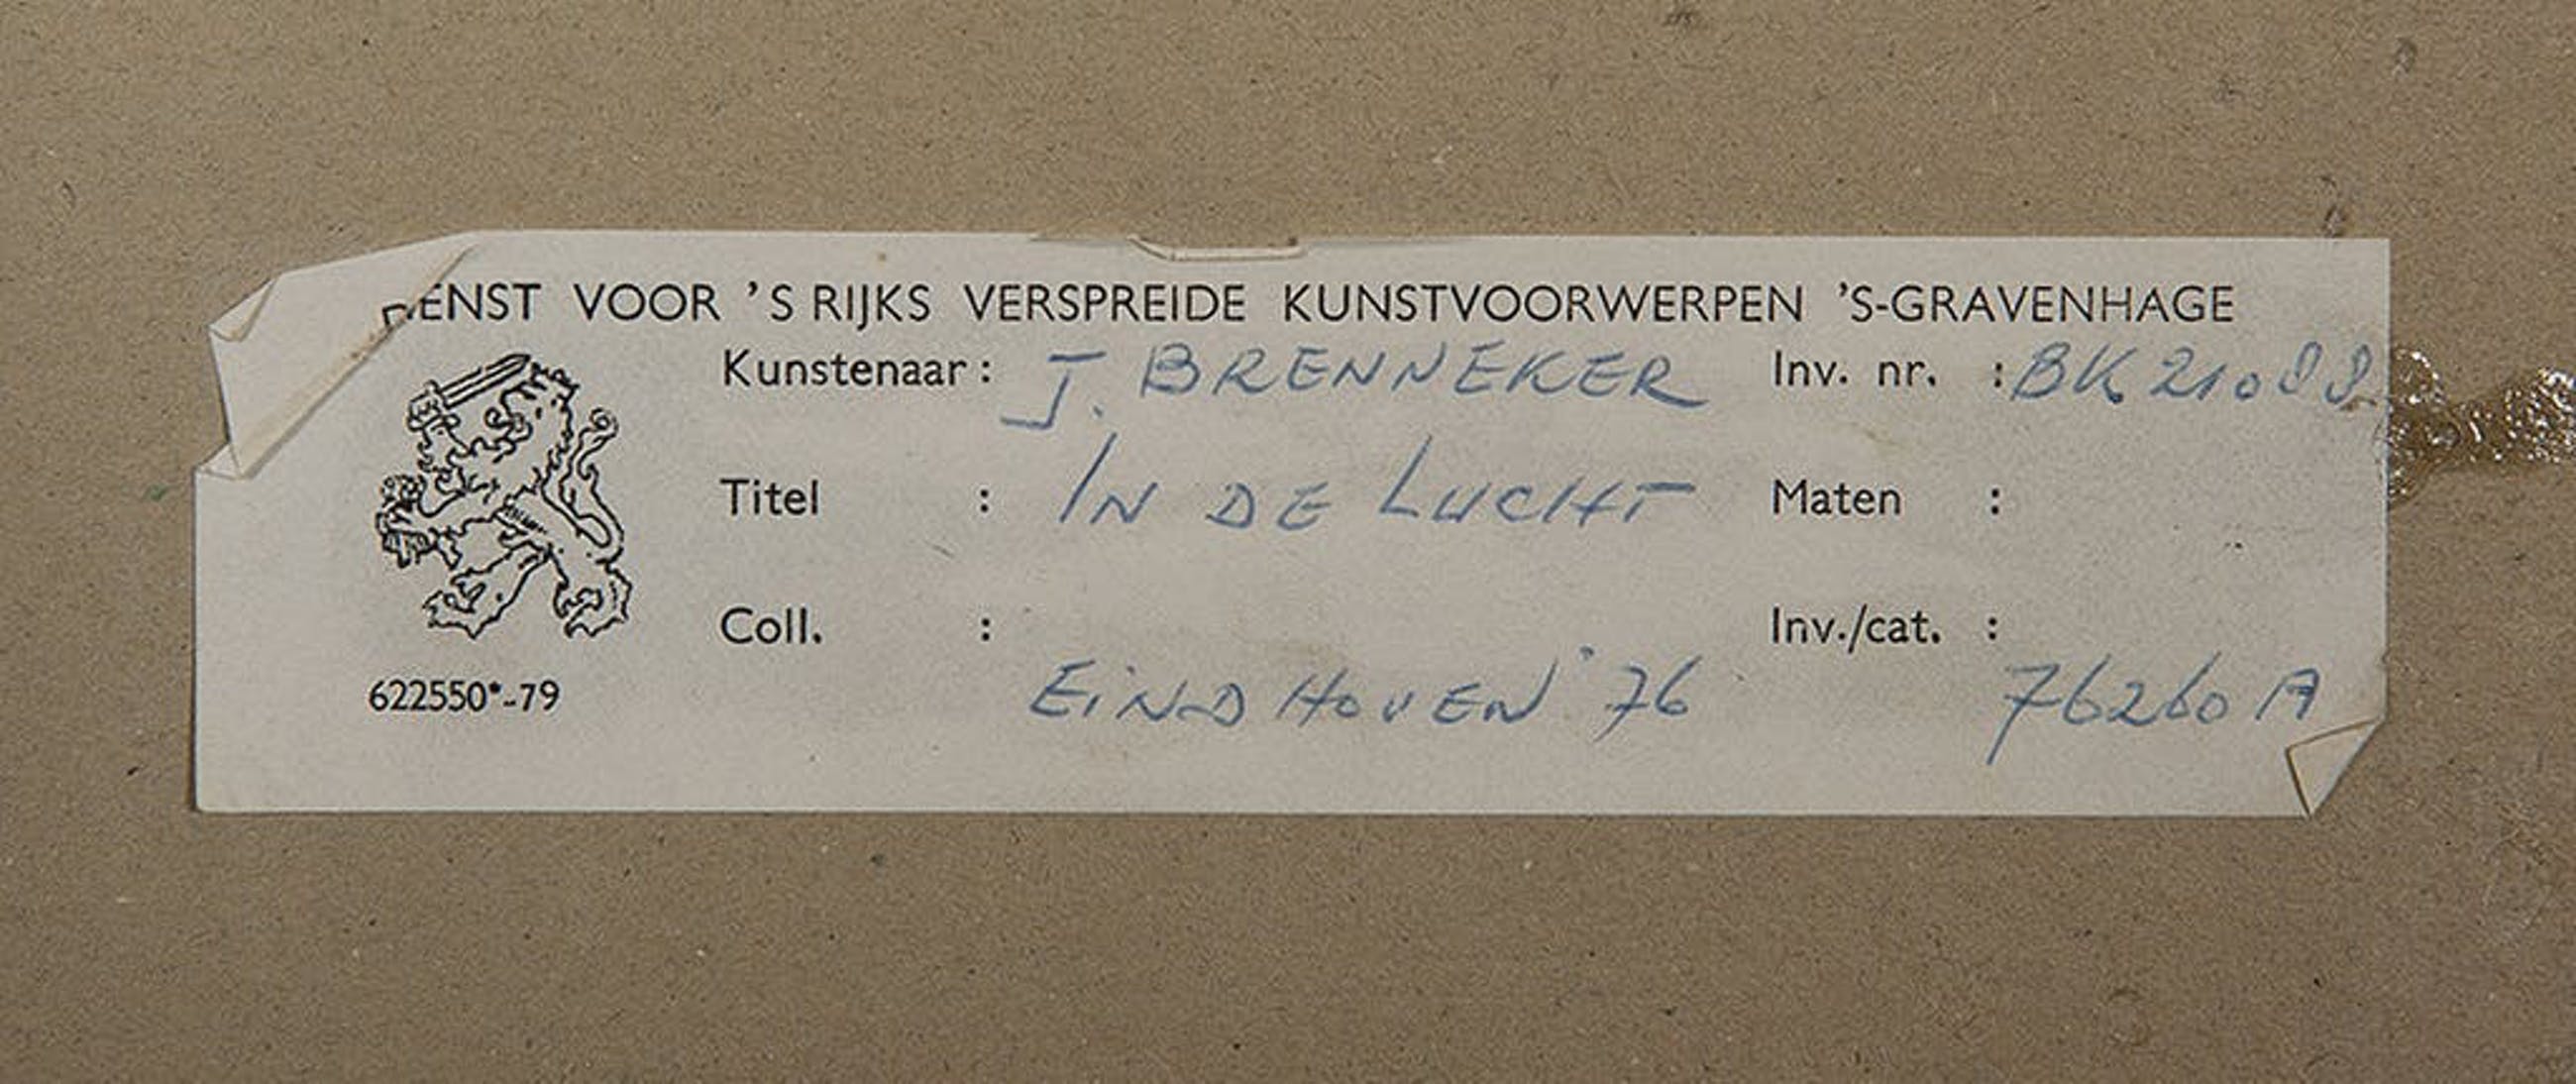 DIENST VOOR 'S RIJKS VERSPREIDE KUNSTVOORWERPEN 'S-GRAVENHAGE
Kunstenaar: J. BRENNEKER Inv. nr. : BK 21088
Titel : IN DE LUCHT Maten :
Coll. : Inv./cat. :
622550*-79 EINDHOVEN '76 76260 A